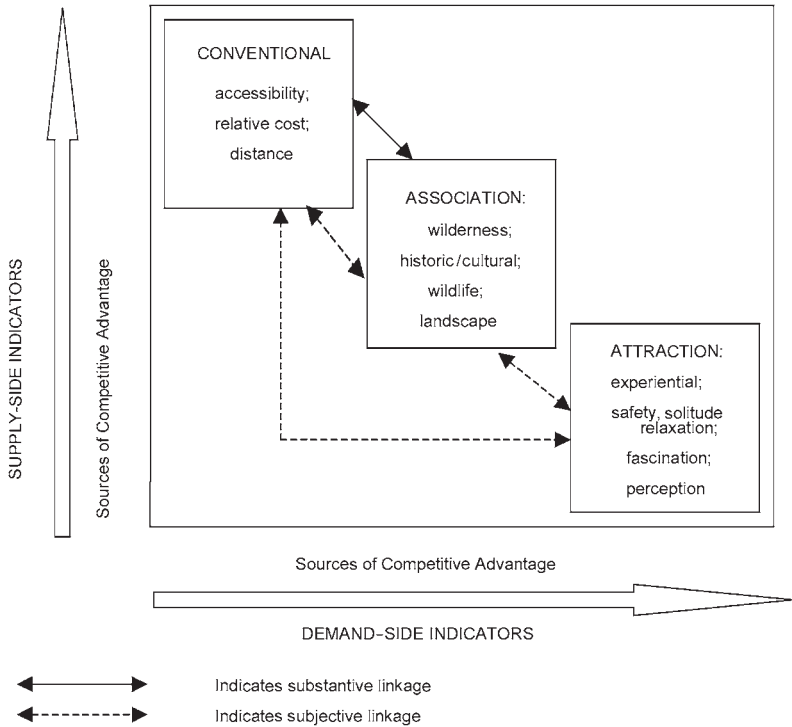 CONVENTIONAL
accessibility;
relative cost;
distance
ASSOCIATION:
wilderness;
historic/cultural;
wildlife;
landscape
ATTRACTION:
experiential;
safety, solitude
relaxation;
fascination;
perception
SUPPLY-SIDE INDICATORS
Sources of Competitive Advantage
Sources of Competitive Advantage
DEMAND-SIDE INDICATORS
Indicates substantive linkage
Indicates subjective linkage